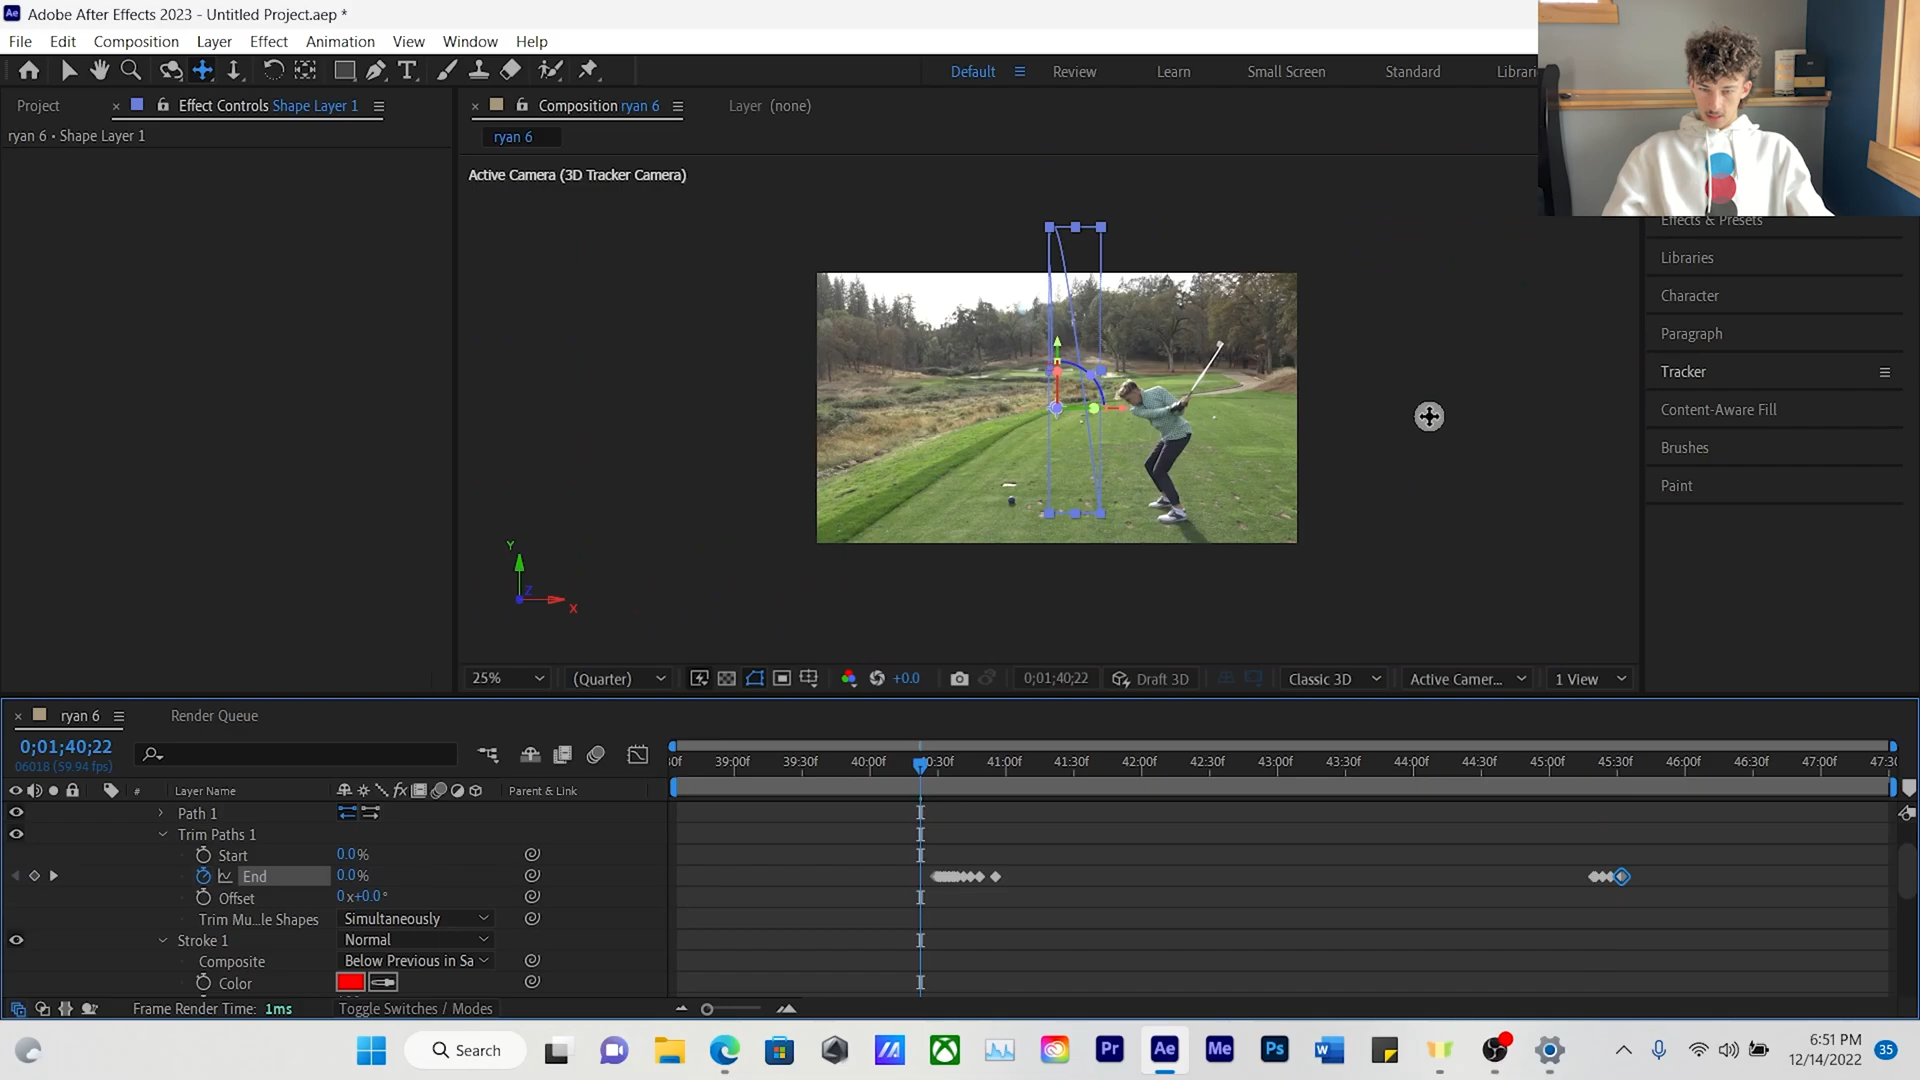 Adobe After Effects 2023 - Untitled Project.aep *
File Edit Composition Layer Effect Animation View Window Help
Default Review Learn Small Screen Standard
Project Effect Controls Shape Layer 1 Composition ryan 6 Layer (none)
ryan 6 • Shape Layer 1
ryan 6
Active Camera (3D Tracker Camera)
Effects & Presets
Libraries
Character
Paragraph
Tracker
Content-Aware Fill
Brushes
Paint
Y
Z
X
25% (Quarter) +0.0 0;01;40;22 Draft 3D Classic 3D Active Camer... 1 View
ryan 6 Render Queue
0;01;40;22
06018 (59.94 fps)
39:00f 39:30f 40:00f 41:00f 41:30f 42:00f 42:30f 43:00f 43:30f 44:00f 44:30f 45:00f 45:30f 46:00f 46:30f 47:00f
# Layer Name Parent & Link
Path 1
Trim Paths 1
Start 0.0%
End 0.0%
Offset 0x+0.0°
Trim Mu...le Shapes Simultaneously
Stroke 1 Normal
Composite Below Previous in Sa
Color
Frame Render Time: 1ms Toggle Switches / Modes
Search
6:51 PM
12/14/2022
35